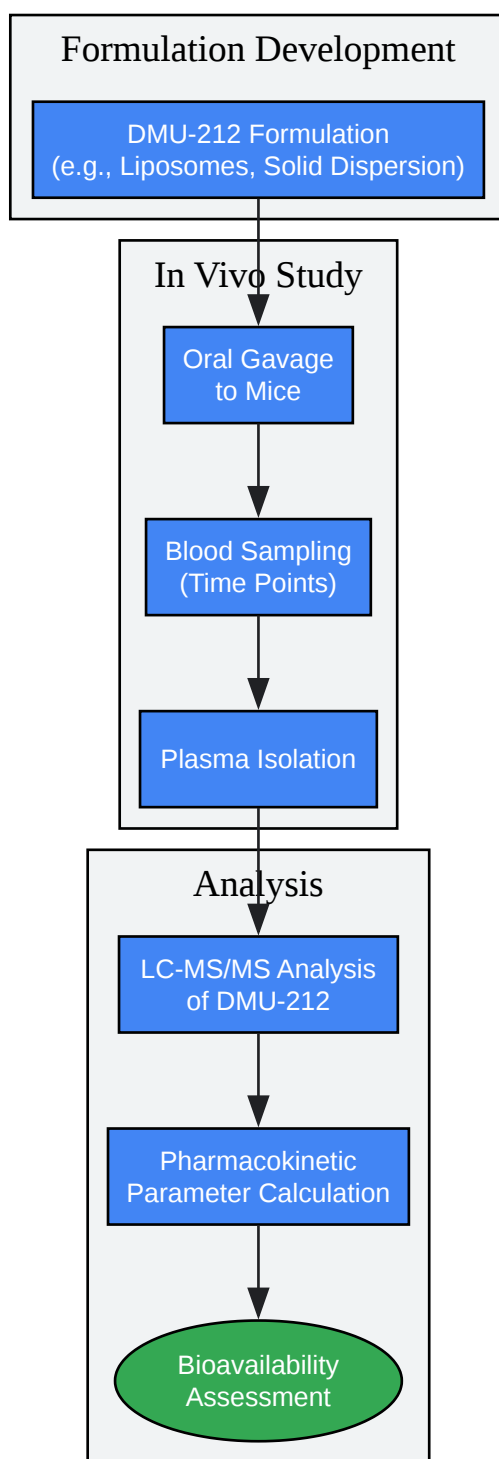 Formulation Development
DMU-212 Formulation
(e.g., Liposomes, Solid Dispersion)
In Vivo Study
Oral Gavage
to Mice
Blood Sampling
(Time Points)
Plasma Isolation
Analysis
LC-MS/MS Analysis
of DMU-212
Pharmacokinetic
Parameter Calculation
Bioavailability
Assessment